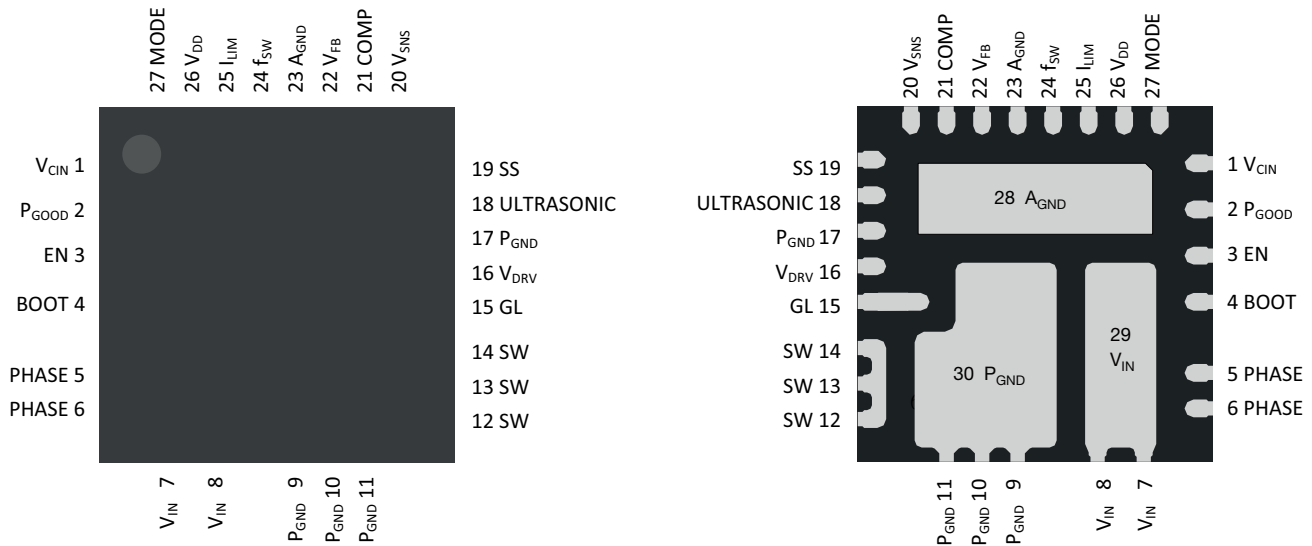 27 MODE
26 VDD
25 ILIM
24 fSW
23 AGND
22 VFB
21 COMP
20 VSNS
VCIN 1
PGOOD 2
EN 3
BOOT 4
PHASE 5
PHASE 6
19 SS
18 ULTRASONIC
17 PGND
16 VDRV
15 GL
14 SW
13 SW
12 SW
VIN 7
VIN 8
PGND 9
PGND 10
PGND 11
20 VSNS
21 COMP
22 VFB
23 AGND
24 fSW
25 ILIM
26 VDD
27 MODE
SS 19
ULTRASONIC 18
PGND 17
VDRV 16
GL 15
SW 14
SW 13
SW 12
28 AGND
30 PGND
29
VIN
1 VCIN
2 PGOOD
3 EN
4 BOOT
5 PHASE
6 PHASE
PGND 11
PGND 10
PGND 9
VIN 8
VIN 7